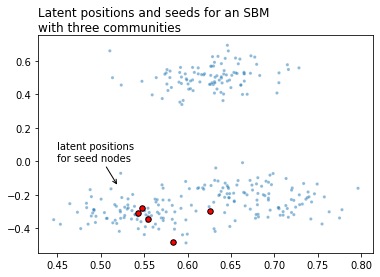 Latent positions and seeds for an SBM
with three communities
0.6
0.4
0.2
0.0
−0.2
−0.4
latent positions
for seed nodes
0.45 0.50 0.55 0.60 0.65 0.70 0.75 0.80